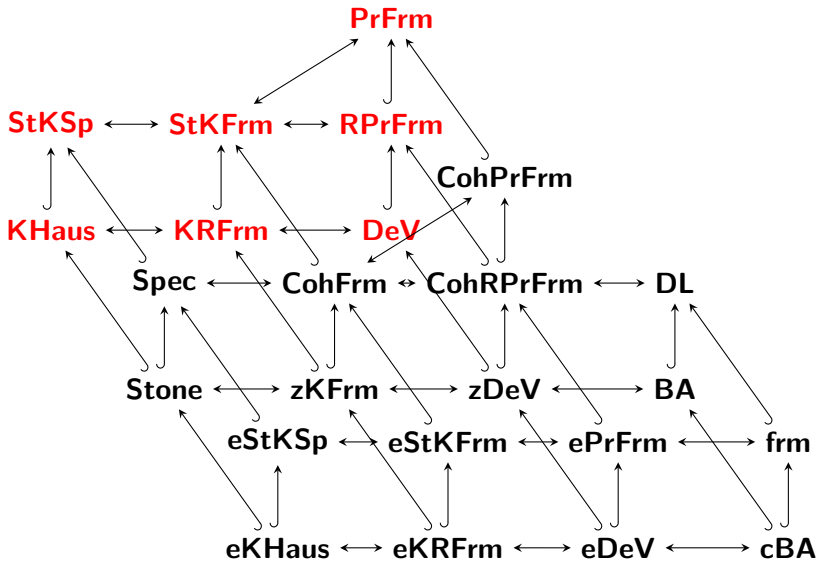 PrFrm
StKSp StKFrm RPrFrm
CohPrFrm
KHaus KRFrm DeV
Spec CohFrm CohRPrFrm DL
Stone zKFrm zDeV BA
eStKSp eStKFrm ePrFrm frm
eKHaus eKRFrm eDeV cBA